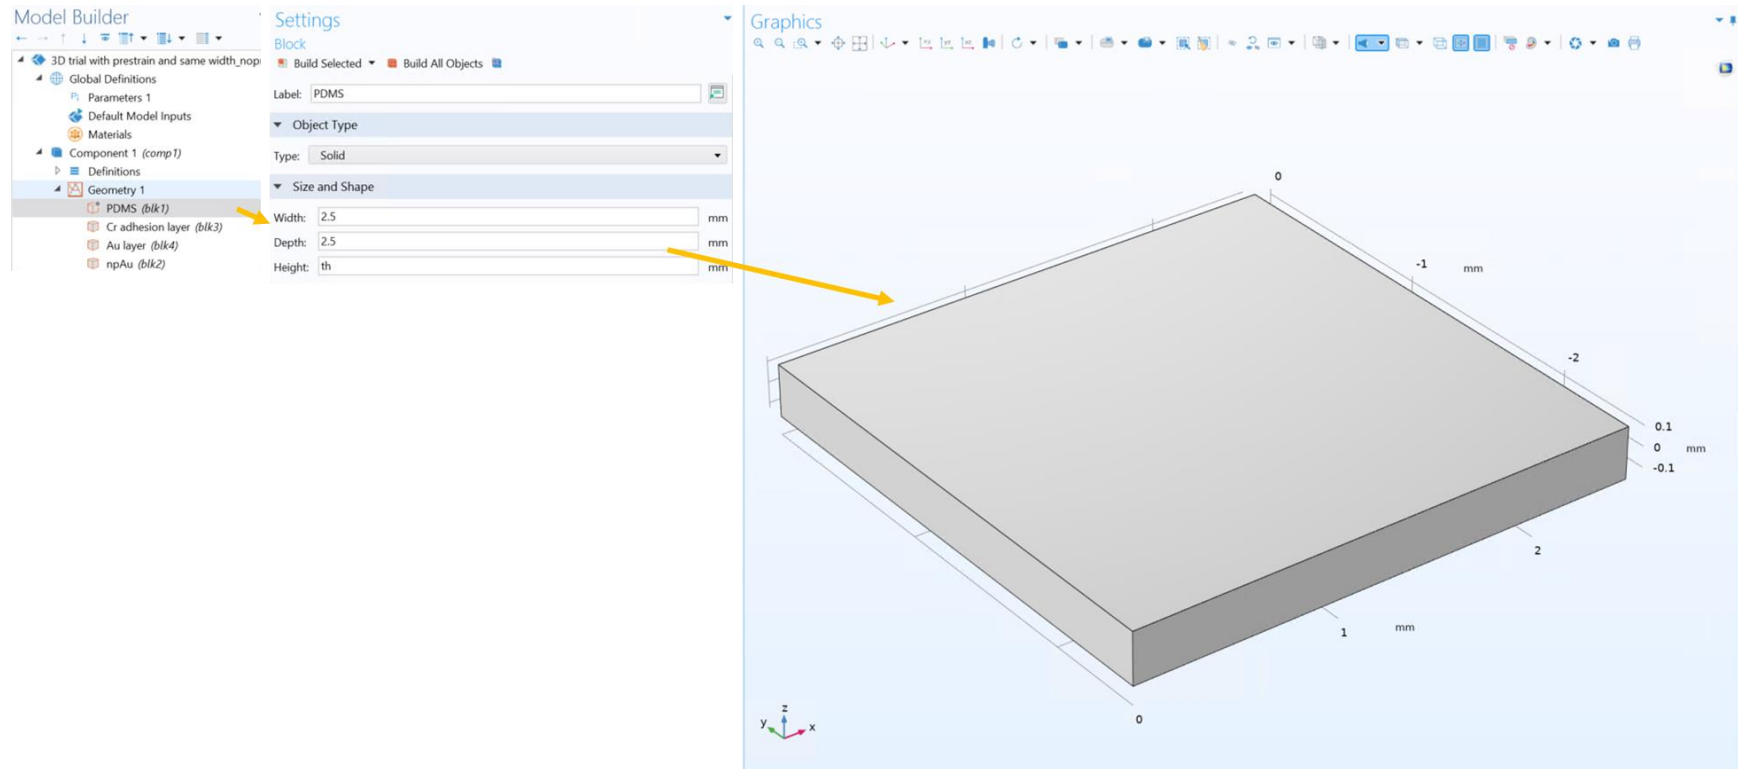 Model Builder
3D trial with prestrain and same width_nop
Global Definitions
Pi Parameters 1
Default Model Inputs
Materials
Component 1 (comp1)
Definitions
Geometry 1
PDMS (blk1)
Cr adhesion layer (blk3)
Au layer (blk4)
npAu (blk2)
Settings
Block
Build Selected
Build All Objects
Label: PDMS
Object Type
Type: Solid
Size and Shape
Width: 2.5 mm
Depth: 2.5 mm
Height: th mm
Graphics
0
-1 mm
-2
0.1
0 mm
-0.1
2
1 mm
0
z
y x